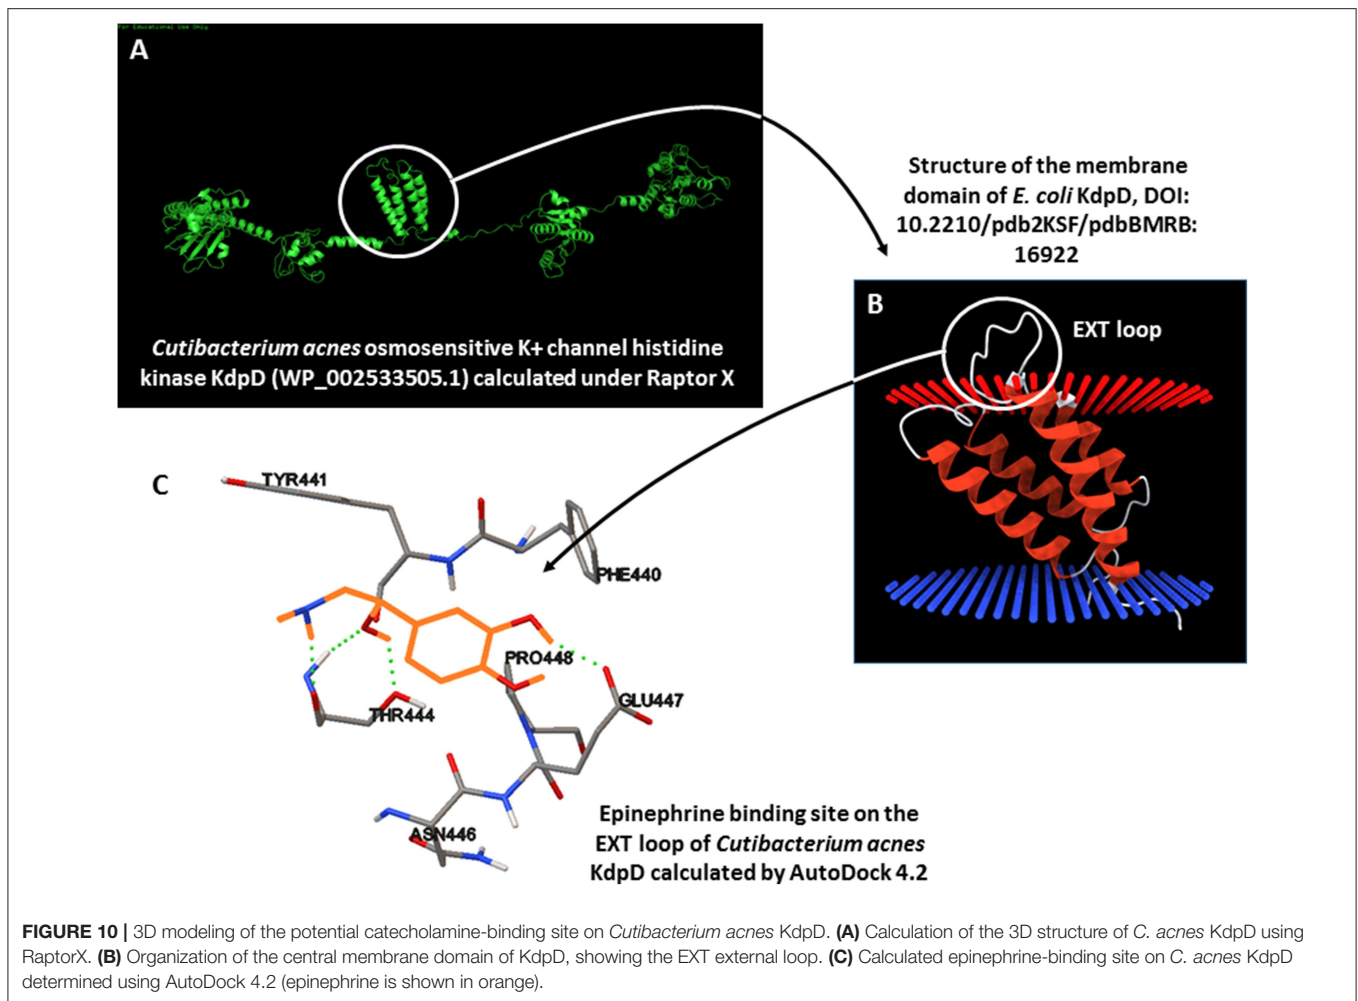 For Educational Use Only
A
Cutibacterium acnes osmosensitive K+ channel histidine
kinase KdpD (WP_002533505.1) calculated under Raptor X
Structure of the membrane
domain of E. coli KdpD, DOI:
10.2210/pdb2KSF/pdbBMRB:
16922
B
EXT loop
C
TYR441
PHE440
PRO448
GLU447
THR444
ASN446
Epinephrine binding site on the
EXT loop of Cutibacterium acnes
KdpD calculated by AutoDock 4.2
FIGURE 10 | 3D modeling of the potential catecholamine-binding site on Cutibacterium acnes KdpD. (A) Calculation of the 3D structure of C. acnes KdpD using
RaptorX. (B) Organization of the central membrane domain of KdpD, showing the EXT external loop. (C) Calculated epinephrine-binding site on C. acnes KdpD
determined using AutoDock 4.2 (epinephrine is shown in orange).